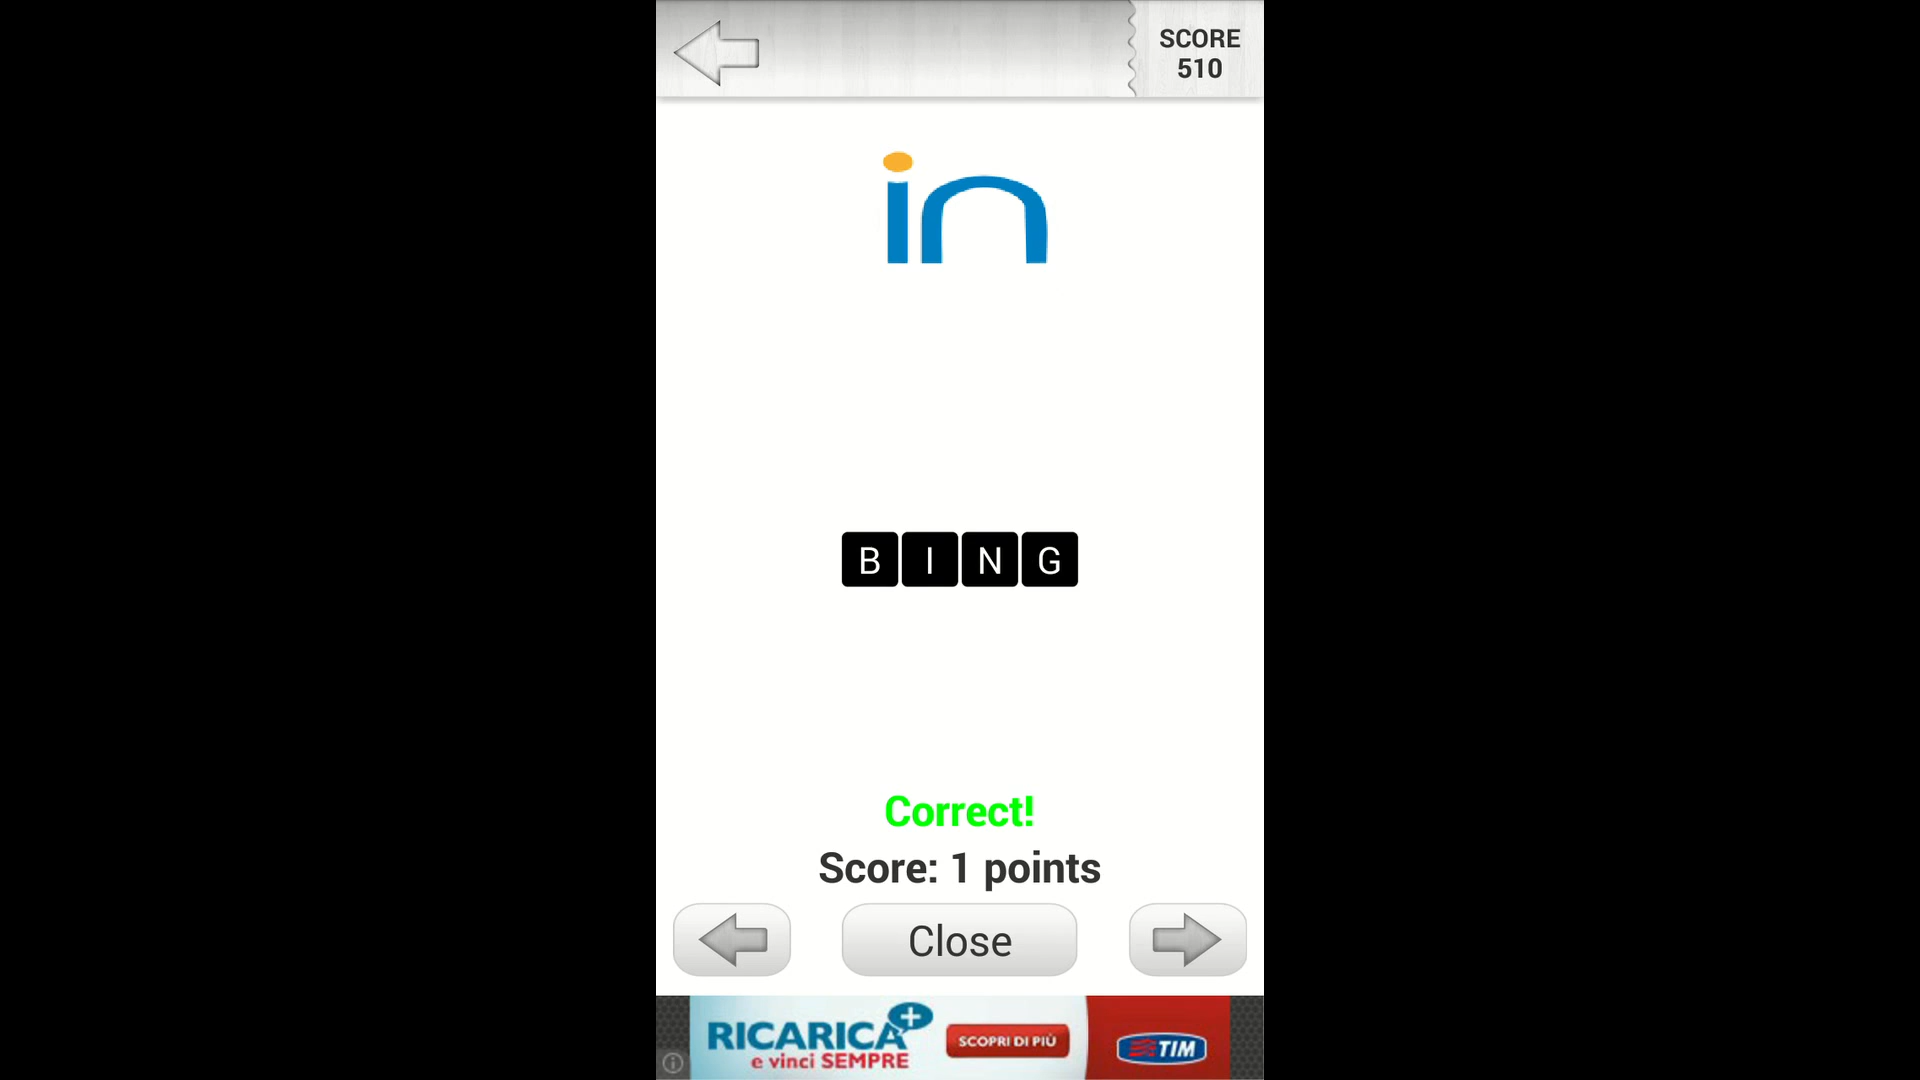 SCORE
510
in
B I N G
Correct!
Score: 1 points
Close
RICARICA+
e vinci SEMPRE
SCOPRI DI PIÙ
TIM